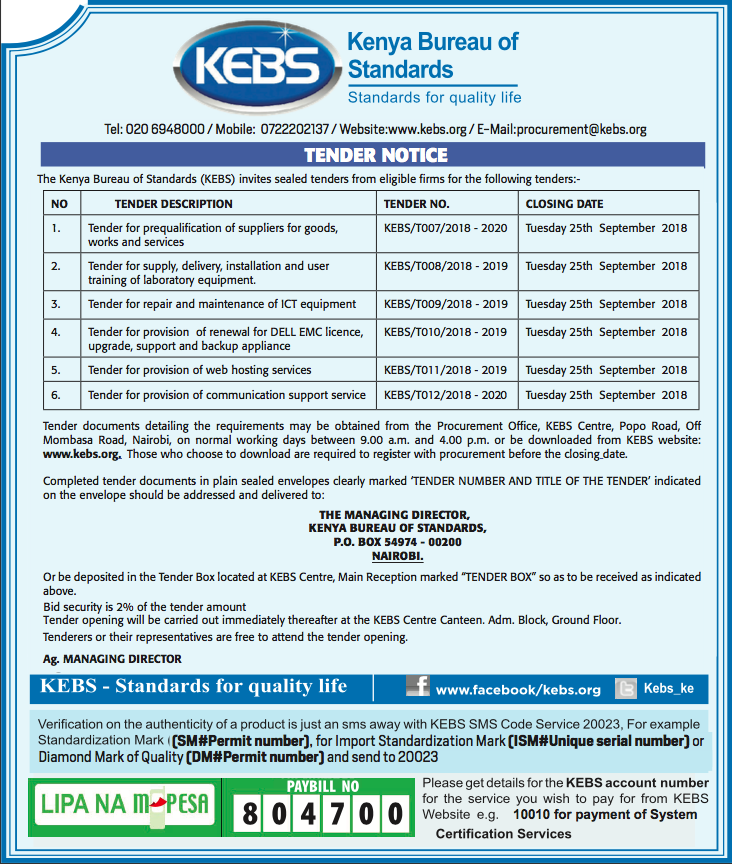 KEBS
Kenya Bureau of
Standards
Standards for quality life
Tel: 020 6948000 / Mobile: 0722202137 / Website:www.kebs.org / E-Mail:procurement@kebs.org
TENDER NOTICE
The Kenya Bureau of Standards (KEBS) invites sealed tenders from eligible firms for the following tenders:-
NO TENDER DESCRIPTION TENDER NO. CLOSING DATE
1. Tender for prequalification of suppliers for goods, KEBS/T007/2018 - 2020 Tuesday 25th September 2018
works and services
2. Tender for supply, delivery, installation and user KEBS/T008/2018 - 2019 Tuesday 25th September 2018
training of laboratory equipment.
3. Tender for repair and maintenance of ICT equipment KEBS/T009/2018 - 2019 Tuesday 25th September 2018
4. Tender for provision of renewal for DELL EMC licence, KEBS/T010/2018 - 2019 Tuesday 25th September 2018
upgrade, support and backup appliance
5. Tender for provision of web hosting services KEBS/T011/2018 - 2019 Tuesday 25th September 2018
6. Tender for provision of communication support service KEBS/T012/2018 - 2020 Tuesday 25th September 2018
Tender documents detailing the requirements may be obtained from the Procurement Office, KEBS Centre, Popo Road, Off
Mombasa Road, Nairobi, on normal working days between 9.00 a.m. and 4.00 p.m. or be downloaded from KEBS website:
www.kebs.org. Those who choose to download are required to register with procurement before the closing date.
Completed tender documents in plain sealed envelopes clearly marked ‘TENDER NUMBER AND TITLE OF THE TENDER’ indicated
on the envelope should be addressed and delivered to:
THE MANAGING DIRECTOR,
KENYA BUREAU OF STANDARDS,
P.O. BOX 54974 - 00200
NAIROBI.
Or be deposited in the Tender Box located at KEBS Centre, Main Reception marked “TENDER BOX” so as to be received as indicated
above.
Bid security is 2% of the tender amount
Tender opening will be carried out immediately thereafter at the KEBS Centre Canteen. Adm. Block, Ground Floor.
Tenderers or their representatives are free to attend the tender opening.
Ag. MANAGING DIRECTOR
KEBS - Standards for quality life
f www.facebook/kebs.org
Kebs_ke
Verification on the authenticity of a product is just an sms away with KEBS SMS Code Service 20023, For example
Standardization Mark (SM#Permit number), for Import Standardization Mark (ISM#Unique serial number) or
Diamond Mark of Quality (DM#Permit number) and send to 20023
LIPA NA M-PESA
PAYBILL NO
804700
Please get details for the KEBS account number
for the service you wish to pay for from KEBS
Website e.g. 10010 for payment of System
Certification Services